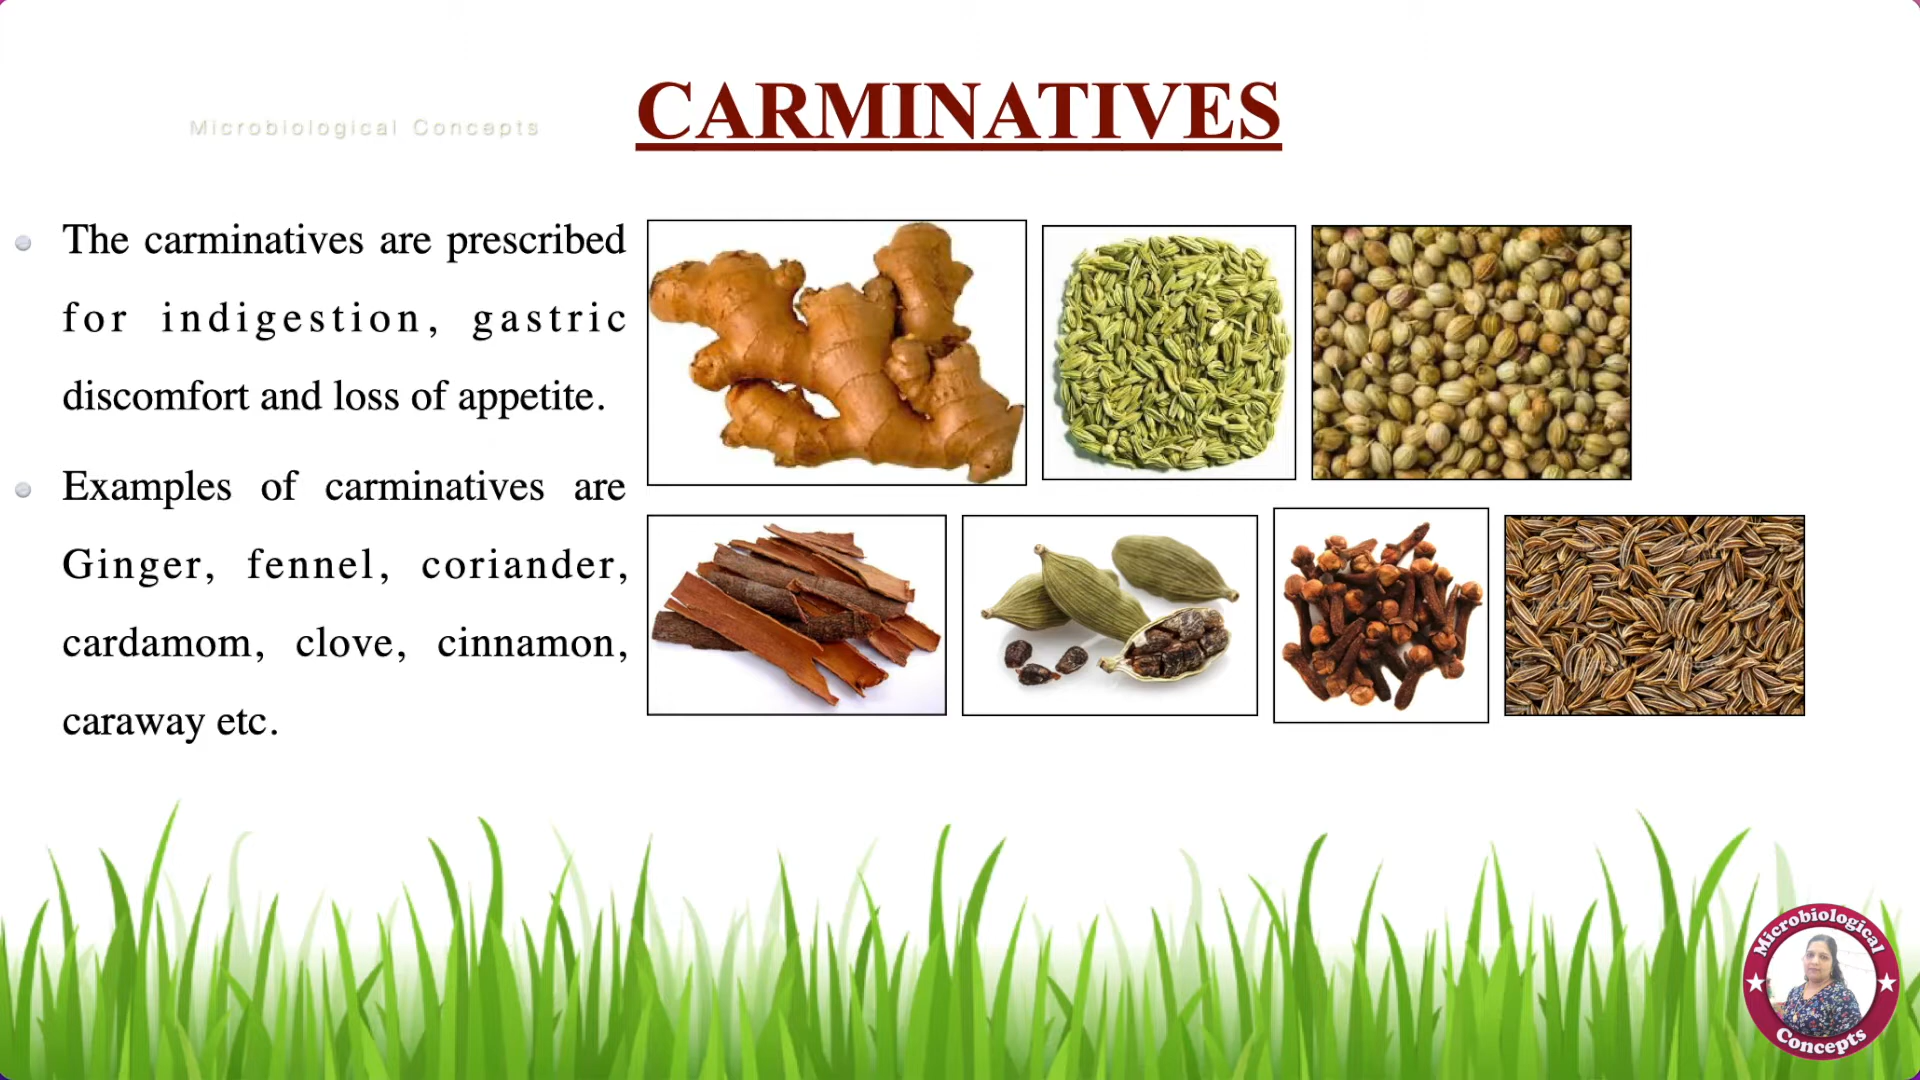 Microbiological Concepts
CARMINATIVES
The carminatives are prescribed
for indigestion, gastric
discomfort and loss of appetite.
Examples of carminatives are
Ginger, fennel, coriander,
cardamom, clove, cinnamon,
caraway etc.
Microbiological
Concepts